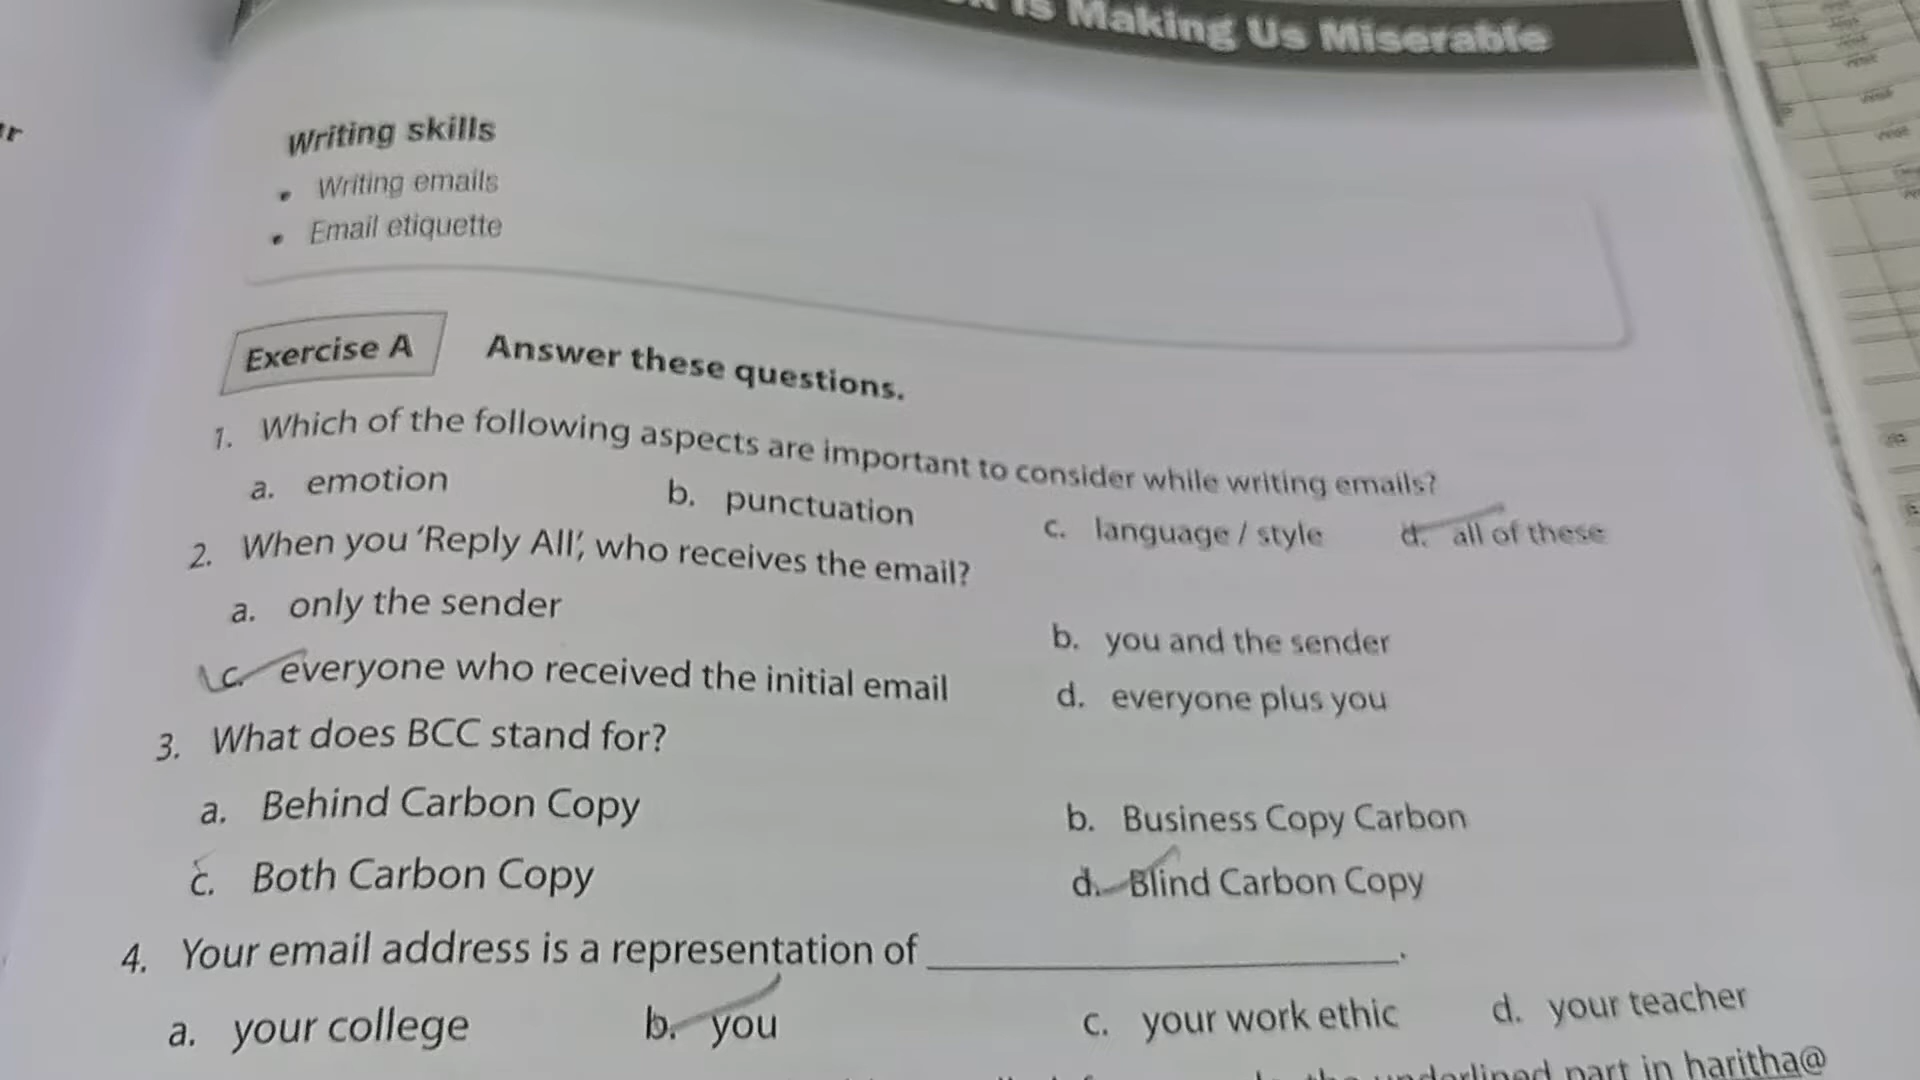 Is Making Us Miserable
Writing skills
• Writing emails
• Email etiquette
Exercise A Answer these questions.
1. Which of the following aspects are important to consider while writing emails?
a. emotion b. punctuation c. language / style d. all of these
2. When you 'Reply All', who receives the email?
a. only the sender b. you and the sender
c. everyone who received the initial email d. everyone plus you
3. What does BCC stand for?
a. Behind Carbon Copy b. Business Copy Carbon
c. Both Carbon Copy d. Blind Carbon Copy
4. Your email address is a representation of ____________.
a. your college b. you c. your work ethic d. your teacher
the underlined part in haritha@